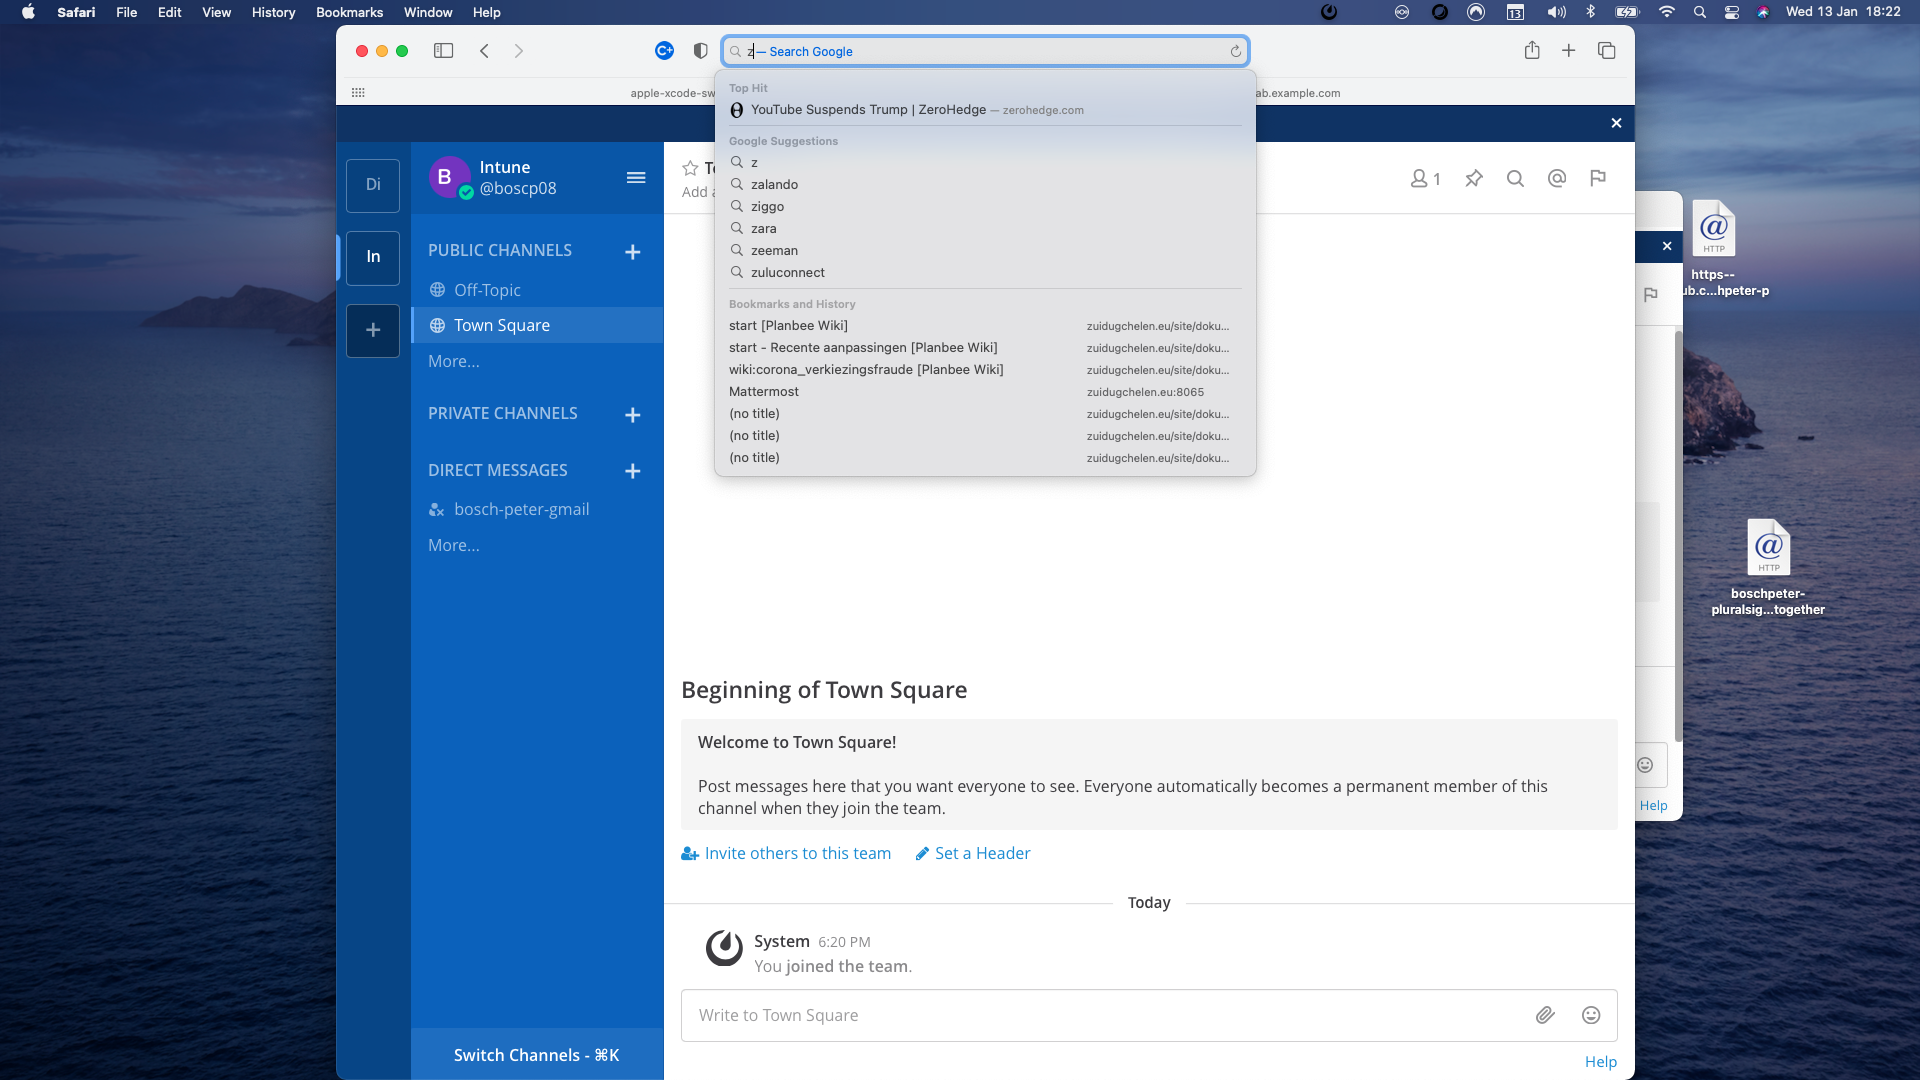 Safari File Edit View History Bookmarks Window Help
13 Wed 13 Jan 18:22
C+
z — Search Google
apple-xcode-sw
ab.example.com
Top Hit
YouTube Suspends Trump | ZeroHedge — zerohedge.com
Google Suggestions
z
zalando
ziggo
zara
zeeman
zuluconnect
Bookmarks and History
start [Planbee Wiki] zuidugchelen.eu/site/doku...
start - Recente aanpassingen [Planbee Wiki] zuidugchelen.eu/site/doku...
wiki:corona_verkiezingsfraude [Planbee Wiki] zuidugchelen.eu/site/doku...
Mattermost zuidugchelen.eu:8065
(no title) zuidugchelen.eu/site/doku...
(no title) zuidugchelen.eu/site/doku...
(no title) zuidugchelen.eu/site/doku...
Di
In
B
Intune
@boscp08
PUBLIC CHANNELS
Off-Topic
Town Square
More...
PRIVATE CHANNELS
DIRECT MESSAGES
bosch-peter-gmail
More...
Switch Channels - ⌘K
To
Add a
1
Beginning of Town Square
Welcome to Town Square!
Post messages here that you want everyone to see. Everyone automatically becomes a permanent member of this
channel when they join the team.
Invite others to this team Set a Header
Today
System 6:20 PM
You joined the team.
Write to Town Square
Help
Help
@
HTTP
https--
ub.c...hpeter-p
@
HTTP
boschpeter-
pluralsig...together